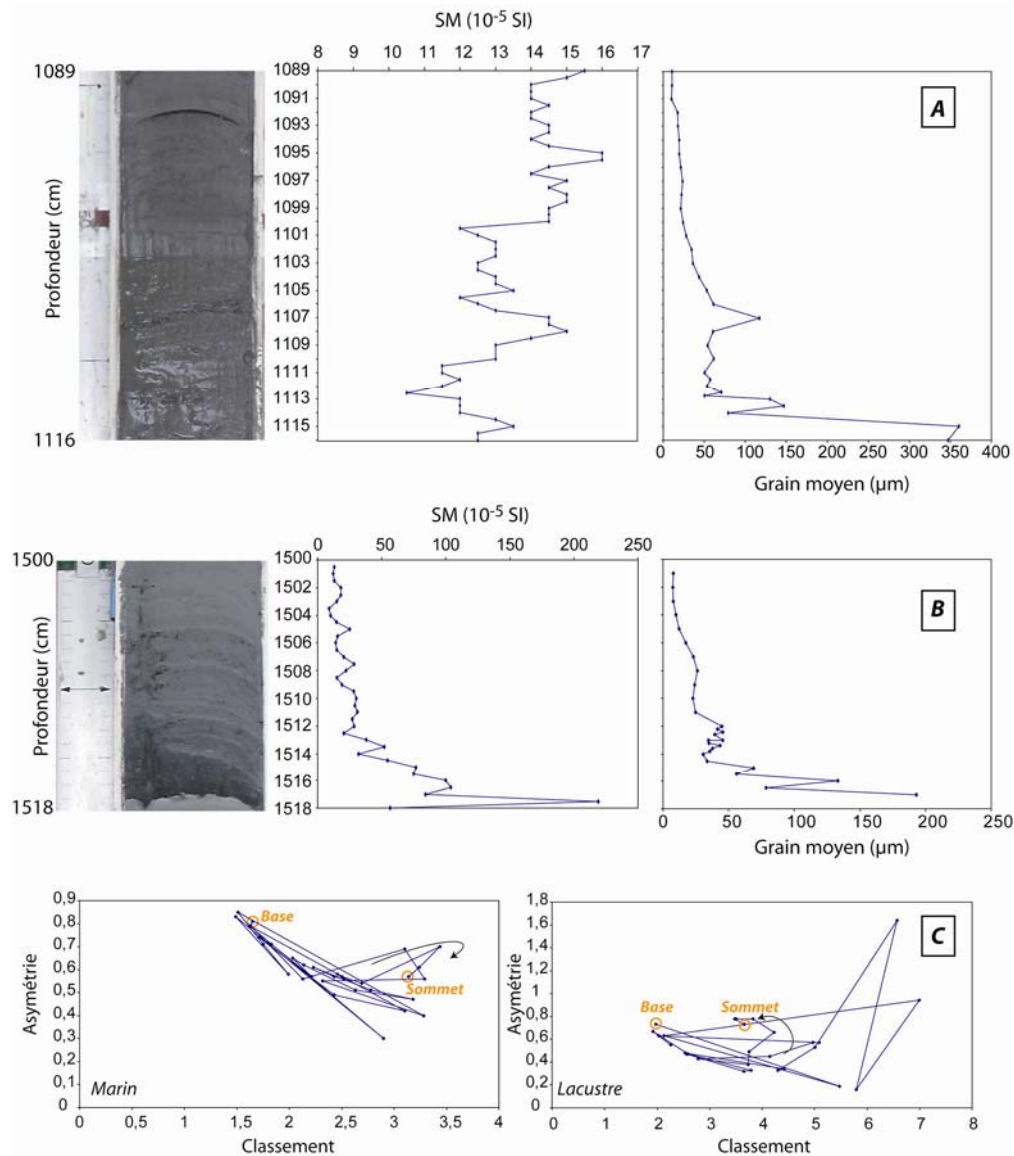 SM (10-5 SI)
8 9 10 11 12 13 14 15 16 17
1089
1116
Profondeur (cm)
1089
1091
1093
1095
1097
1099
1101
1103
1105
1107
1109
1111
1113
1115
A
0 50 100 150 200 250 300 350 400
Grain moyen (µm)
SM (10-5 SI)
0 50 100 150 200 250
1500
1518
Profondeur (cm)
1500
1502
1504
1506
1508
1510
1512
1514
1516
1518
B
0 50 100 150 200 250
Grain moyen (µm)
Asymétrie
0,9
0,8
0,7
0,6
0,5
0,4
0,3
0,2
0,1
0
Base
Sommet
Marin
0 0,5 1 1,5 2 2,5 3 3,5 4
Classement
Asymétrie
1,8
1,6
1,4
1,2
1
0,8
0,6
0,4
0,2
0
C
Base
Sommet
Lacustre
0 1 2 3 4 5 6 7 8
Classement